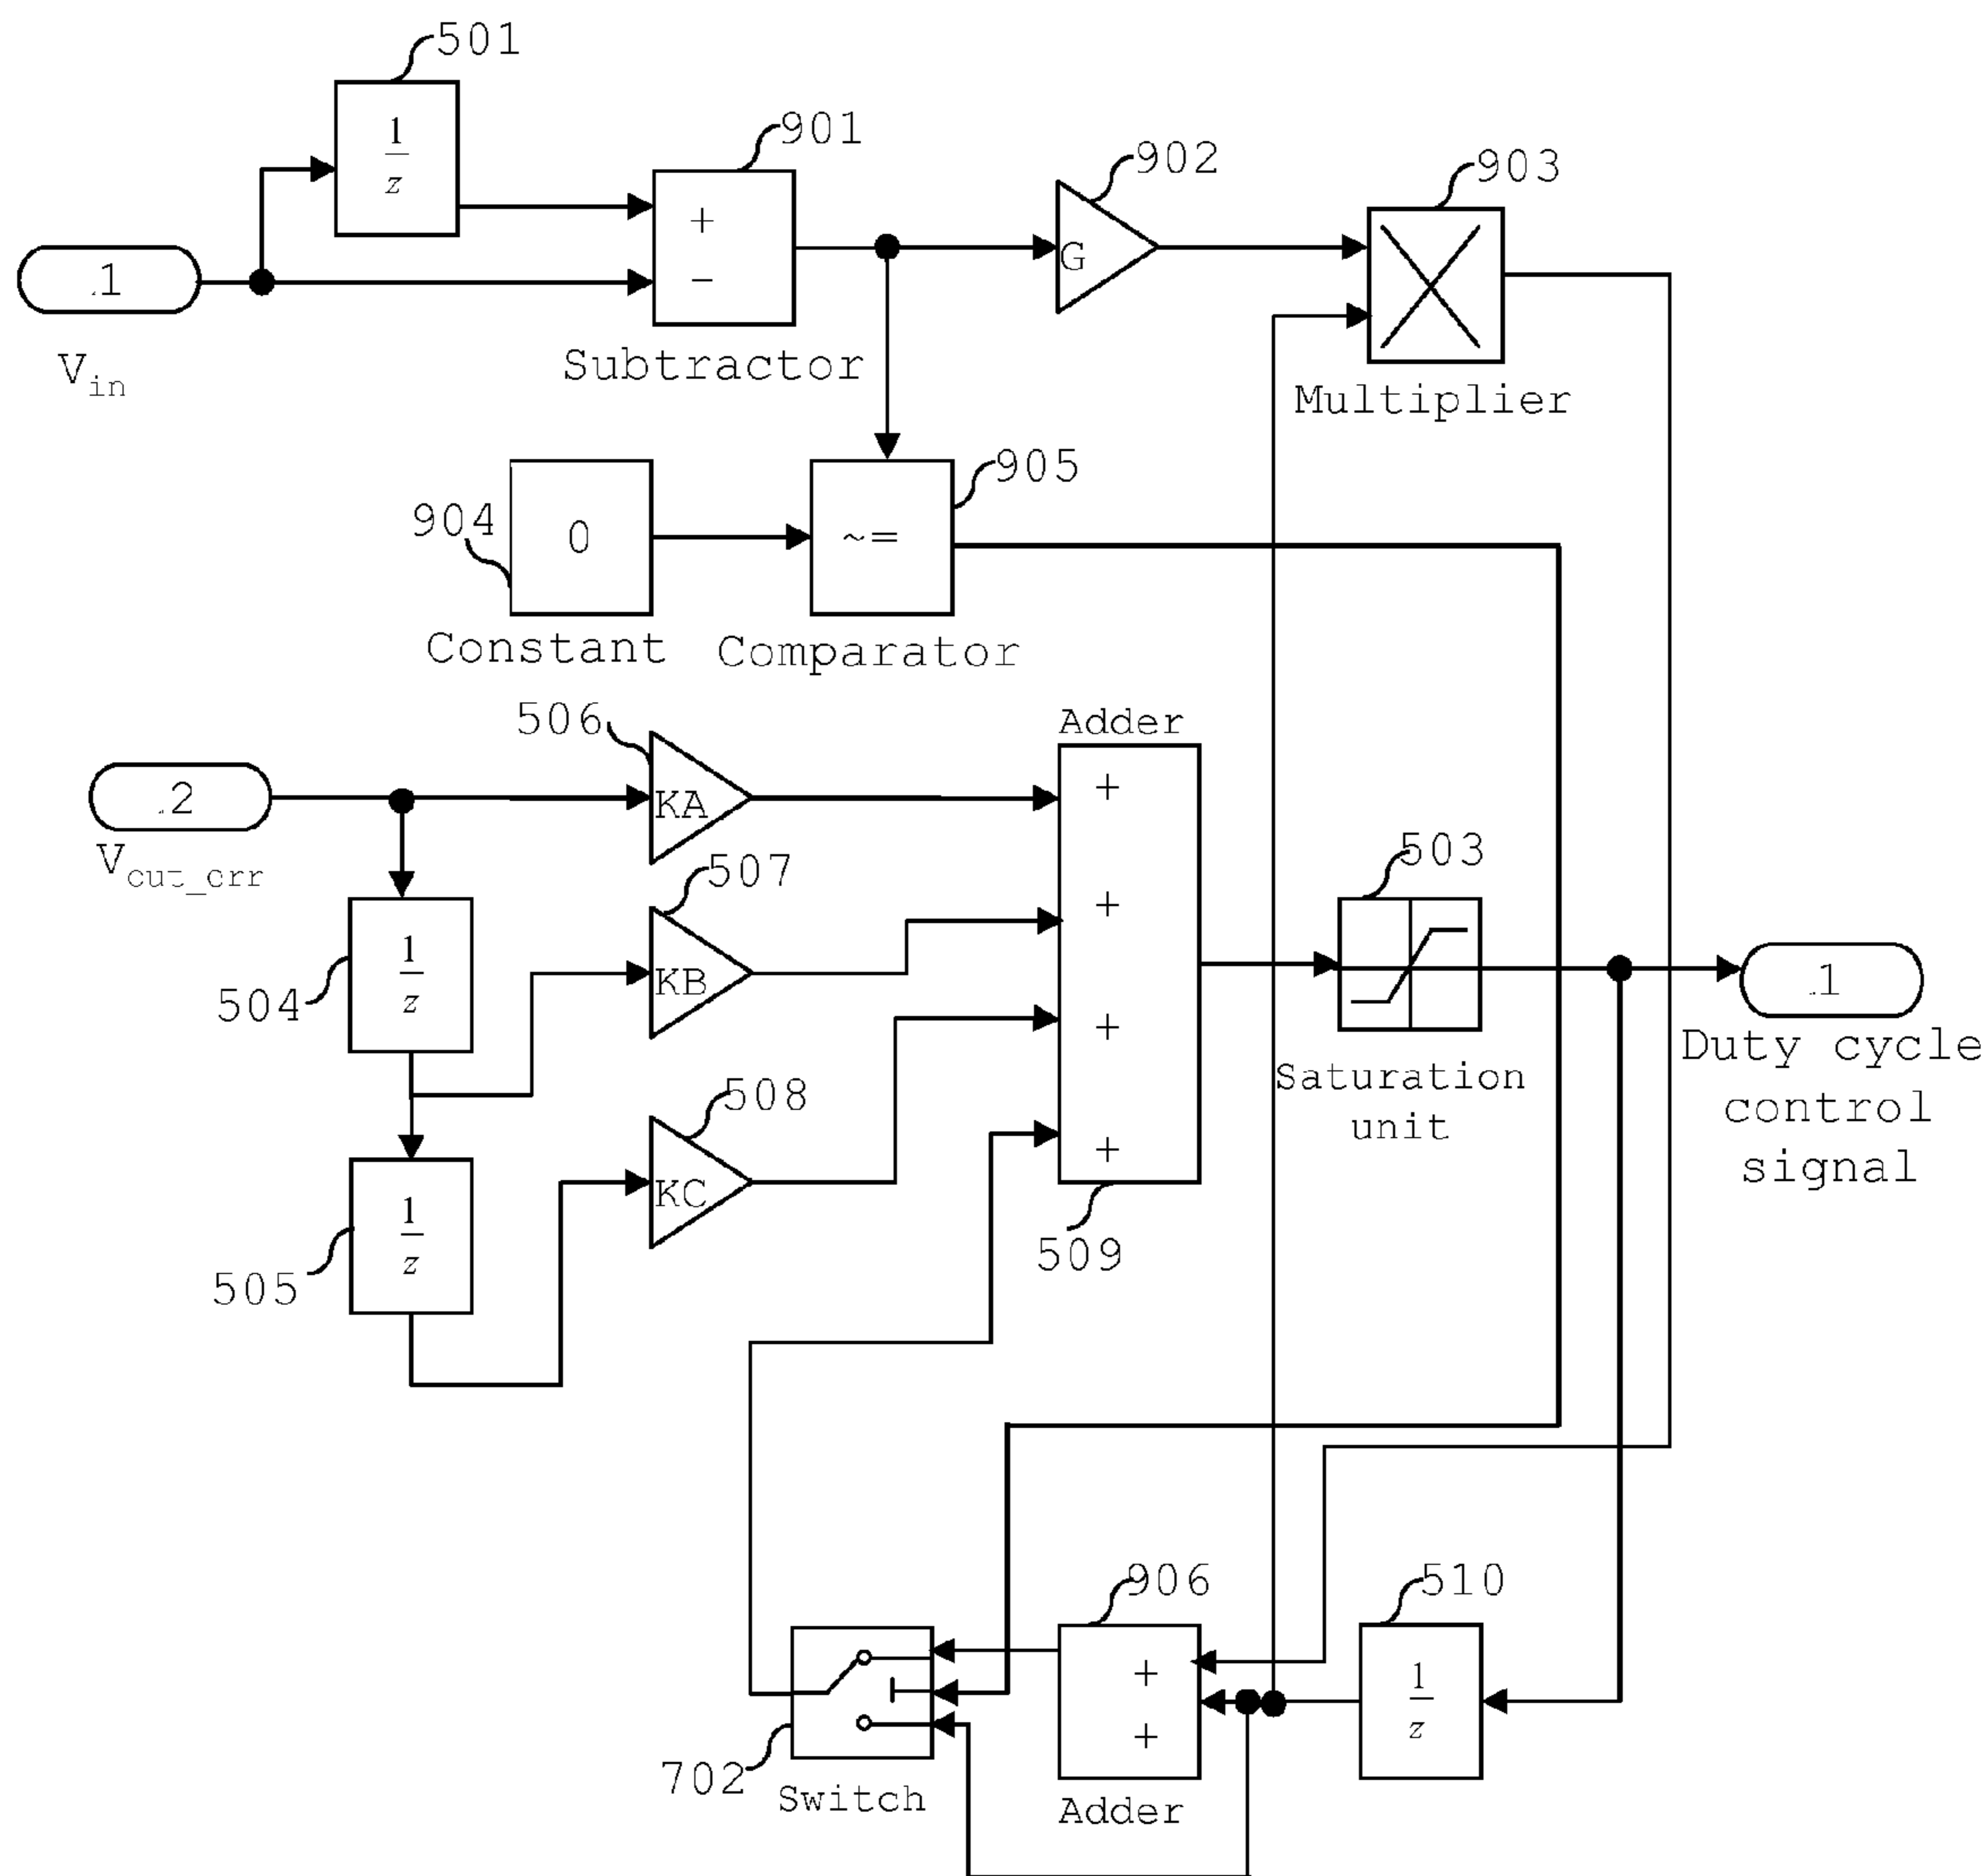 501
1
z
901
902
903
+
-
G
.1
V_in
Subtractor
Multiplier
904
0
905
~=
Constant
Comparator
506
Adder
KA
+
.2
V_out_err
507
503
KB
+
504
1
z
+
.1
Duty cycle
control
signal
Saturation
unit
508
KC
+
505
1
z
509
906
510
+
+
1
z
702
Switch
Adder